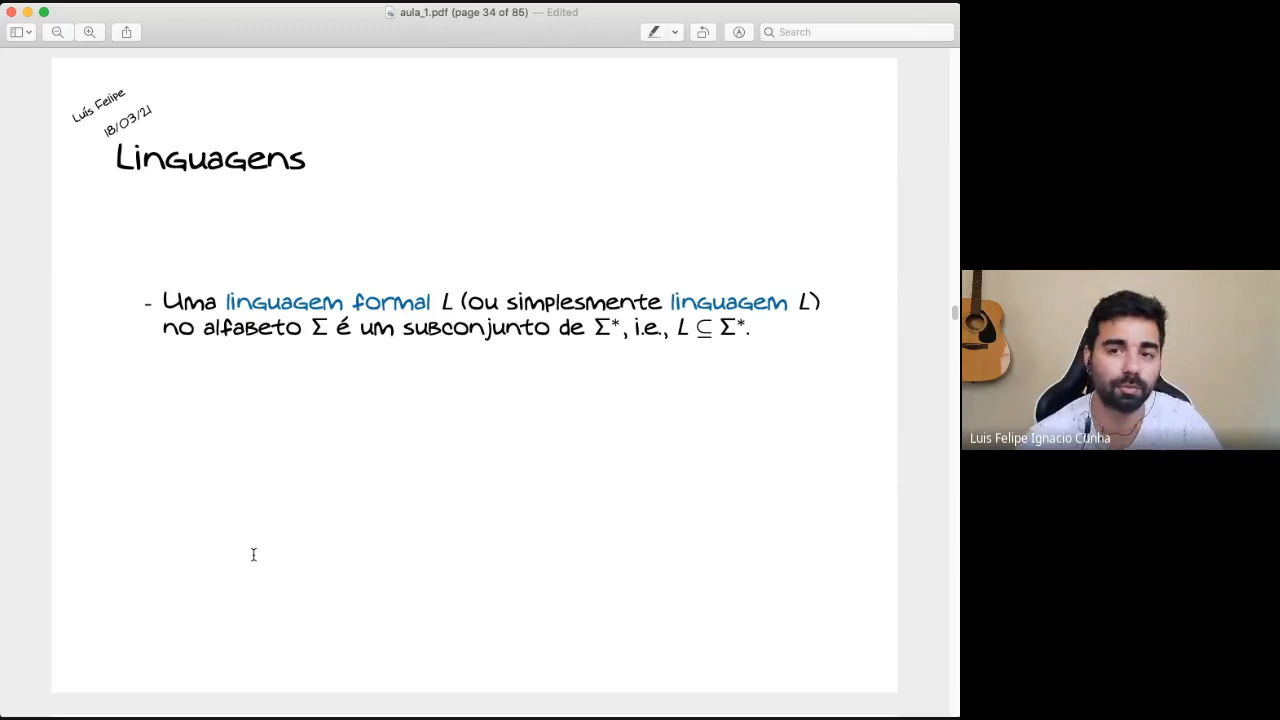 aula_1.pdf (page 34 of 85) — Edited
Search
Luís Felipe
18/03/21
Linguagens
- Uma linguagem formal L (ou simplesmente linguagem L)
no alfabeto Σ é um subconjunto de Σ*, i.e., L ⊆ Σ*.
Luis Felipe Ignacio Cunha